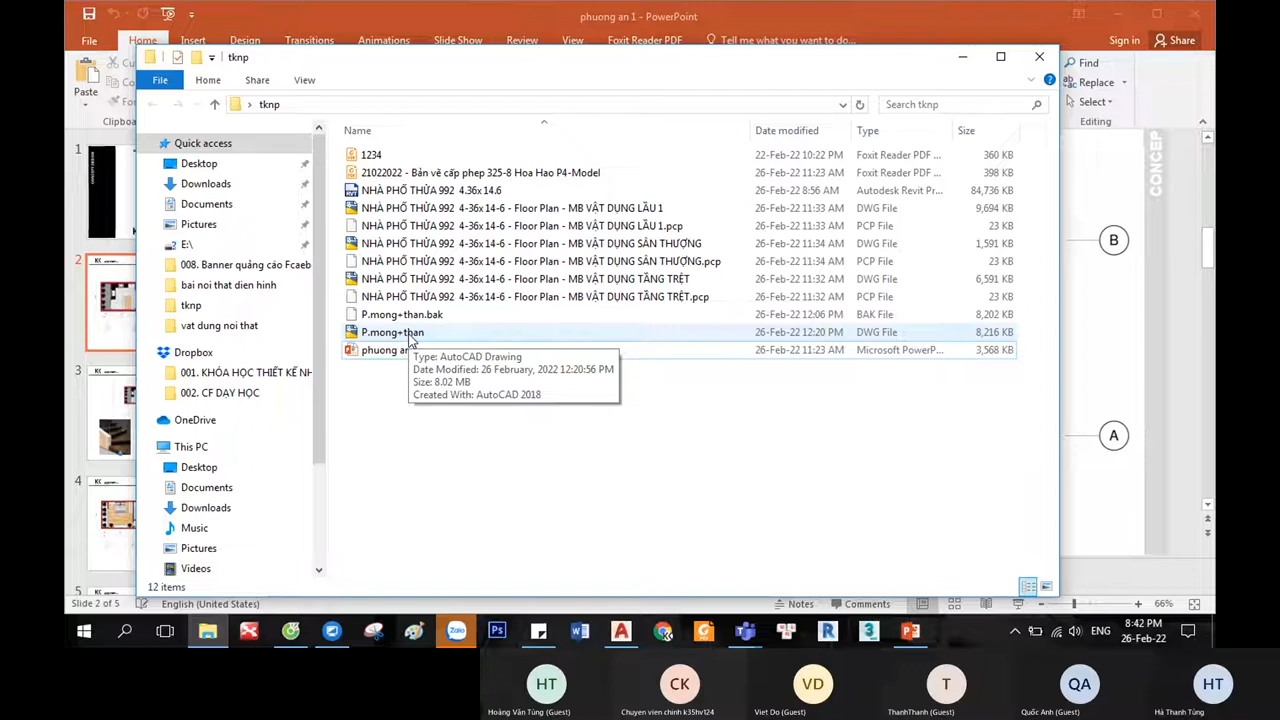 phuong an 1 - PowerPoint
File Home Insert Design Transitions Animations Slide Show Review View Foxit Reader PDF Tell me what you want to do... Sign in Share
Paste
Cu
Co
Clipboa
Find
Replace
Select
Editing
tknp
File Home Share View
tknp
Search tknp
Name Date modified Type Size
1234 22-Feb-22 10:22 PM Foxit Reader PDF ... 360 KB
21022022 - Bản vẽ cấp phep 325-8 Hoa Hao P4-Model 26-Feb-22 11:23 AM Foxit Reader PDF ... 398 KB
NHÀ PHỐ THỬA 992 4.36x14.6 26-Feb-22 8:56 AM Autodesk Revit Pr... 84,736 KB
NHÀ PHỐ THỬA 992 4-36x14-6 - Floor Plan - MB VẬT DỤNG LẦU 1 26-Feb-22 11:33 AM DWG File 9,694 KB
NHÀ PHỐ THỬA 992 4-36x14-6 - Floor Plan - MB VẬT DỤNG LẦU 1.pcp 26-Feb-22 11:33 AM PCP File 23 KB
NHÀ PHỐ THỬA 992 4-36x14-6 - Floor Plan - MB VẬT DỤNG SÂN THƯỢNG 26-Feb-22 11:34 AM DWG File 1,591 KB
NHÀ PHỐ THỬA 992 4-36x14-6 - Floor Plan - MB VẬT DỤNG SÂN THƯỢNG.pcp 26-Feb-22 11:34 AM PCP File 23 KB
NHÀ PHỐ THỬA 992 4-36x14-6 - Floor Plan - MB VẬT DỤNG TẦNG TRỆT 26-Feb-22 11:32 AM DWG File 6,591 KB
NHÀ PHỐ THỬA 992 4-36x14-6 - Floor Plan - MB VẬT DỤNG TẦNG TRỆT.pcp 26-Feb-22 11:32 AM PCP File 23 KB
P.mong+than.bak 26-Feb-22 12:06 PM BAK File 8,202 KB
P.mong+than 26-Feb-22 12:20 PM DWG File 8,216 KB
phuong an 26-Feb-22 11:23 AM Microsoft PowerP... 3,568 KB
Type: AutoCAD Drawing
Date Modified: 26 February, 2022 12:20:56 PM
Size: 8.02 MB
Created With: AutoCAD 2018
Quick access
Desktop
Downloads
Documents
Pictures
E:\
008. Banner quảng cáo Fcaeb
bai noi that dien hinh
tknp
vat dung noi that
Dropbox
001. KHÓA HỌC THIẾT KẾ NH
002. CF DẠY HỌC
OneDrive
This PC
Desktop
Documents
Downloads
Music
Pictures
Videos
12 items
1
2
3
4
5
CONCEP
B
A
Slide 2 of 5 English (United States) Notes Comments 66%
Zalo
Ps
ENG
8:42 PM
26-Feb-22
HT CK VD T QA HT
Hoàng Văn Tùng (Guest) Chuyen vien chinh k35hv124 Viet Do (Guest) ThanhThanh (Guest) Quốc Anh (Guest) Hà Thanh Tùng